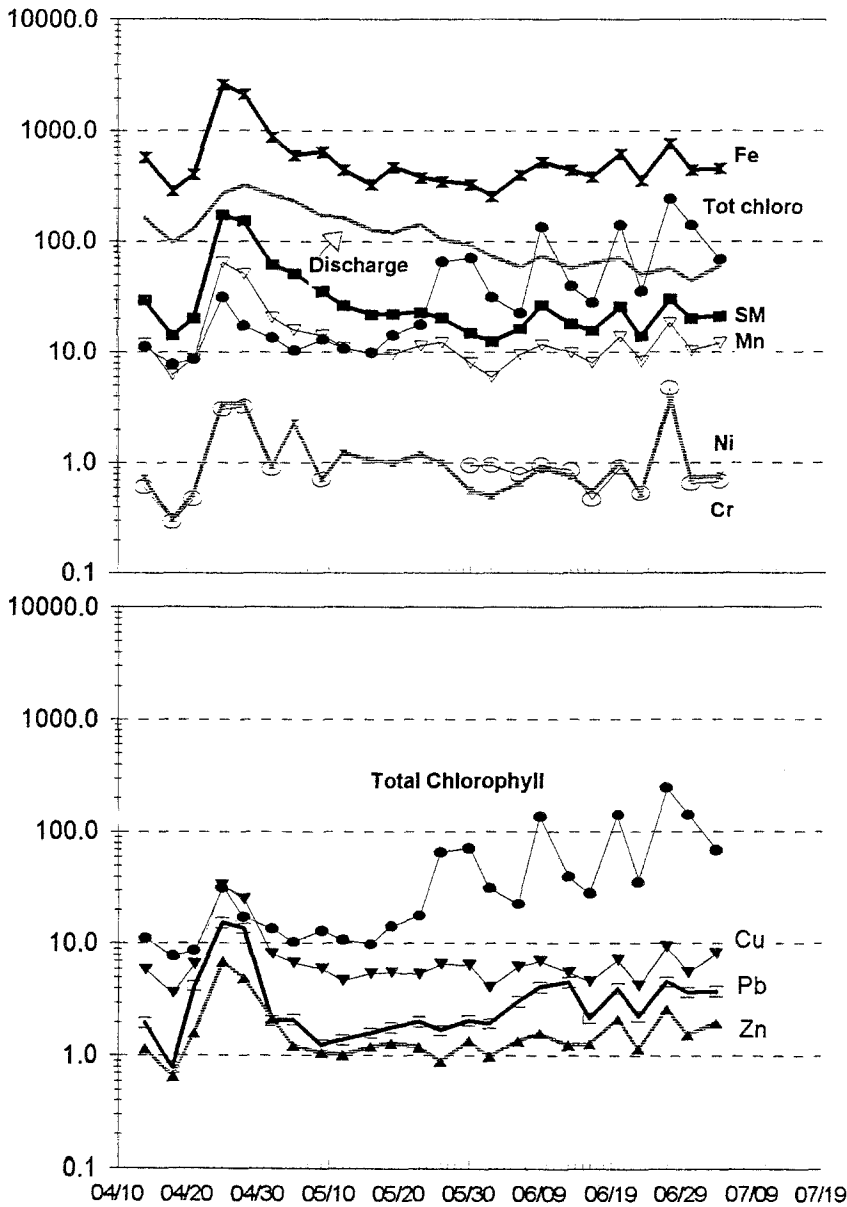 10000.0
1000.0
Fe
Tot chloro
100.0
Discharge
SM
Mn
10.0
Ni
1.0
Cr
0.1
10000.0
1000.0
Total Chlorophyll
100.0
Cu
10.0
Pb
Zn
1.0
0.1
04/10 04/20 04/30 05/10 05/20 05/30 06/09 06/19 06/29 07/09 07/19